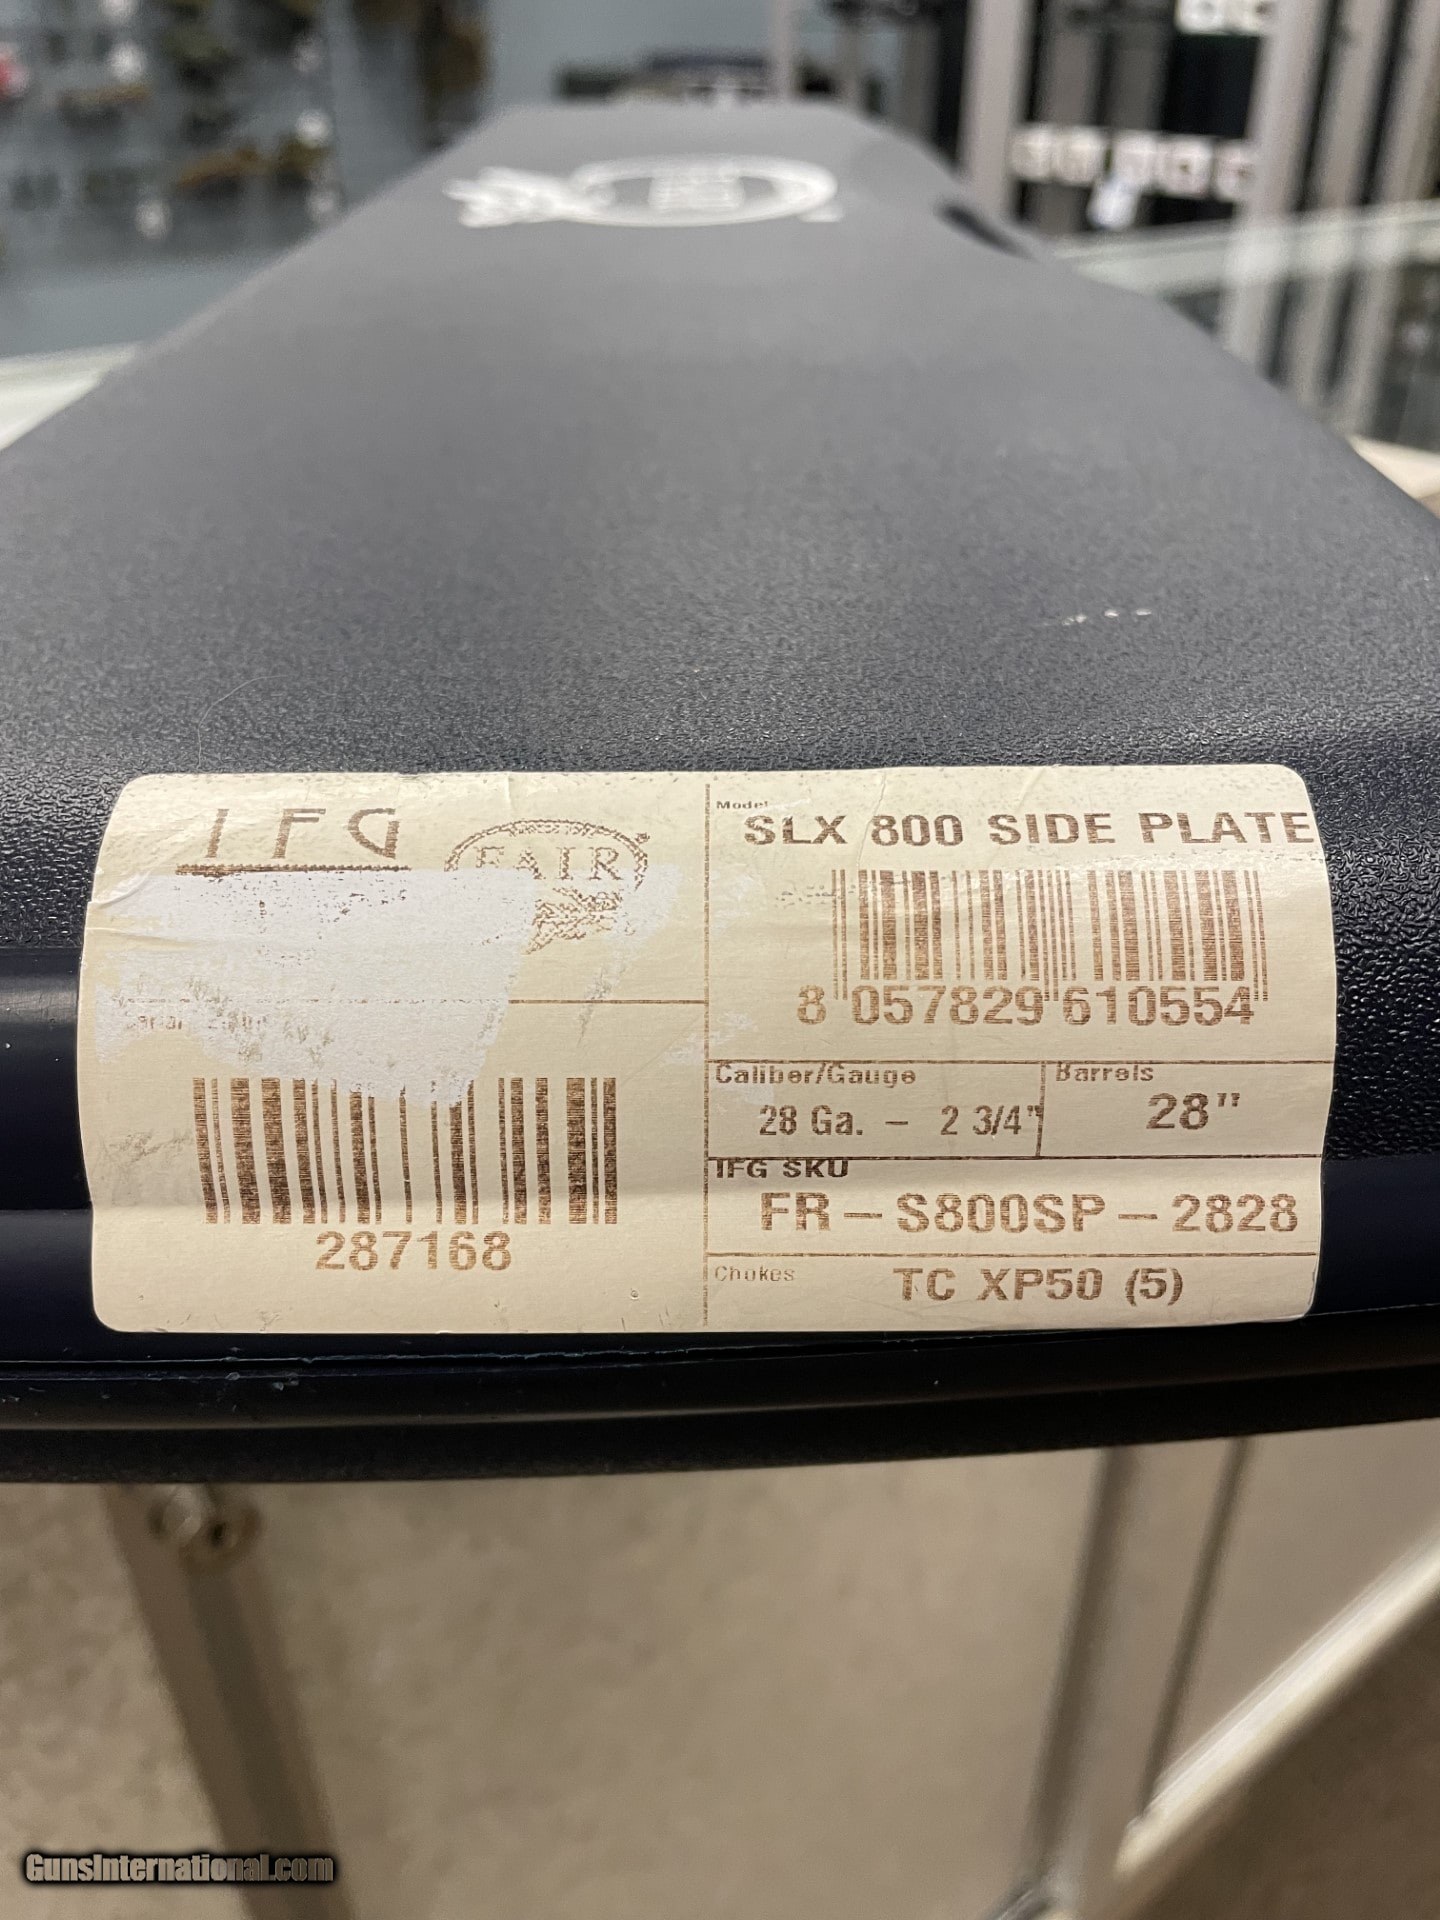 IFG
FAIR
Model
SLX 800 SIDE PLATE
8 057829 610554
Caliber/Gauge
28 Ga. - 2 3/4"
Barrels
28"
IFG SKU
FR-S800SP-2828
Chokes
TC XP50 (5)
287168
GunsInternational.com